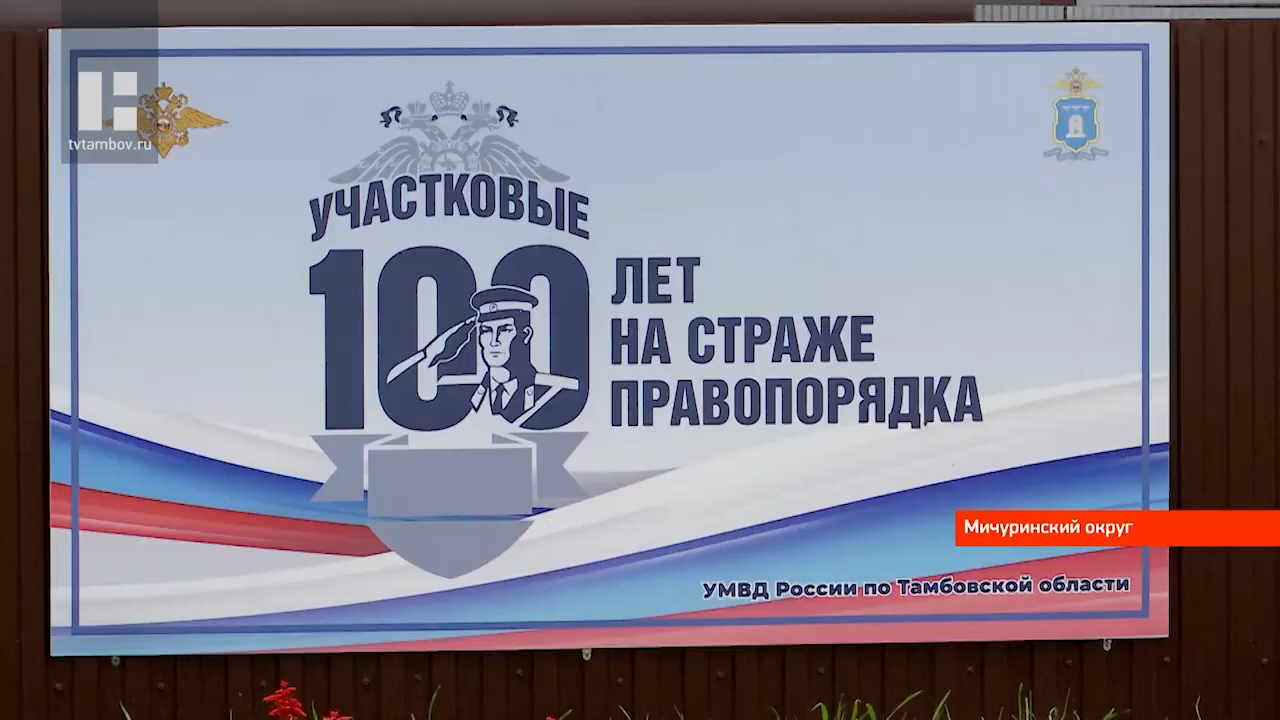 tvtambov.ru
УЧАСТКОВЫЕ
100
ЛЕТ
НА СТРАЖЕ
ПРАВОПОРЯДКА
Мичуринский округ
УМВД России по Тамбовской области